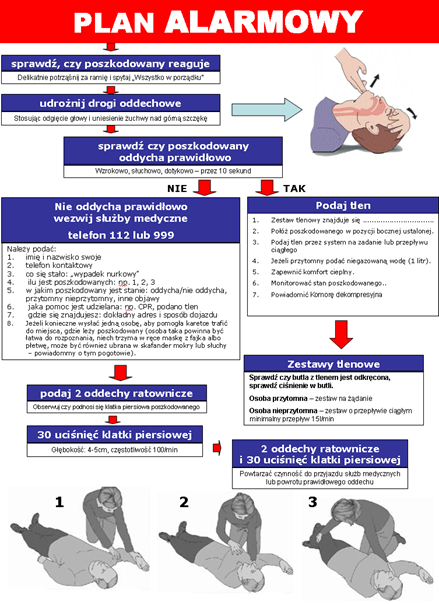 PLAN ALARMOWY
sprawdź, czy poszkodowany reaguje
Delikatnie potrząśnij za ramię i spytaj „Wszystko w porządku”
udrożnij drogi oddechowe
Stosując odgięcie głowy i uniesienie żuchwy nad górną szczękę
sprawdź czy poszkodowany
oddycha prawidłowo
Wzrokowo, słuchowo, dotykowo – przez 10 sekund
NIE
TAK
Nie oddycha prawidłowo
wezwij służby medyczne
telefon 112 lub 999
Należy podać:
1. imię i nazwisko swoje
2. telefon kontaktowy
3. co się stało: „wypadek nurkowy”
4. ilu jest poszkodowanych: np. 1, 2, 3
5. w jakim poszkodowany jest stanie: oddycha/nie oddycha,
przytomny nieprzytomny, inne objawy
6. jaka pomoc jest udzielana: np. CPR, podano tlen
7. gdzie się znajdujesz: dokładny adres i sposób dojazdu
8. Jeżeli konieczne wysłać jedną osobę, aby pomogła karetce trafić
do miejsca, gdzie leży poszkodowany (osoba taka powinna być
łatwa do rozpoznania, niech trzyma w ręce maskę z fajką albo
płetwę, może być również ubrana w skafander mokry lub suchy
– powiadomony o tym pogotowie).
Podaj tlen
1. Zestaw tlenowy znajduje się ..............................
2. Połóż poszkodowanego w pozycji bocznej ustalonej.
3. Podaj tlen przez system na żądanie lub przepływu
ciągłego
4. Jeżeli przytomny podaj niegazowaną wodę (1 litr).
5. Zapewnij komfort cieplny.
6. Monitorować stan poszkodowanego..
7. Powiadomić Komorę dekompresyjna
Zestawy tlenowe
Sprawdź czy butla z tlenem jest odkręcona,
sprawdź ciśnienie w butli.
Osoba przytomna – zestaw na żądanie
Osoba nieprzytomna – zestaw o przepływie ciągłym
minimalny przepływ 15l/min
podaj 2 oddechy ratownicze
Obserwuj czy podnosi się klatka piersiowa poszkodowanego
30 uciśnięć klatki piersiowej
Głębokość: 4-5cm, częstotliwość 100/min
2 oddechy ratownicze
i 30 uciśnięć klatki piersiowej
Powtarzać czynność do przyjazdu służb medycznych
lub powrotu prawidłowego oddechu
1
2
3